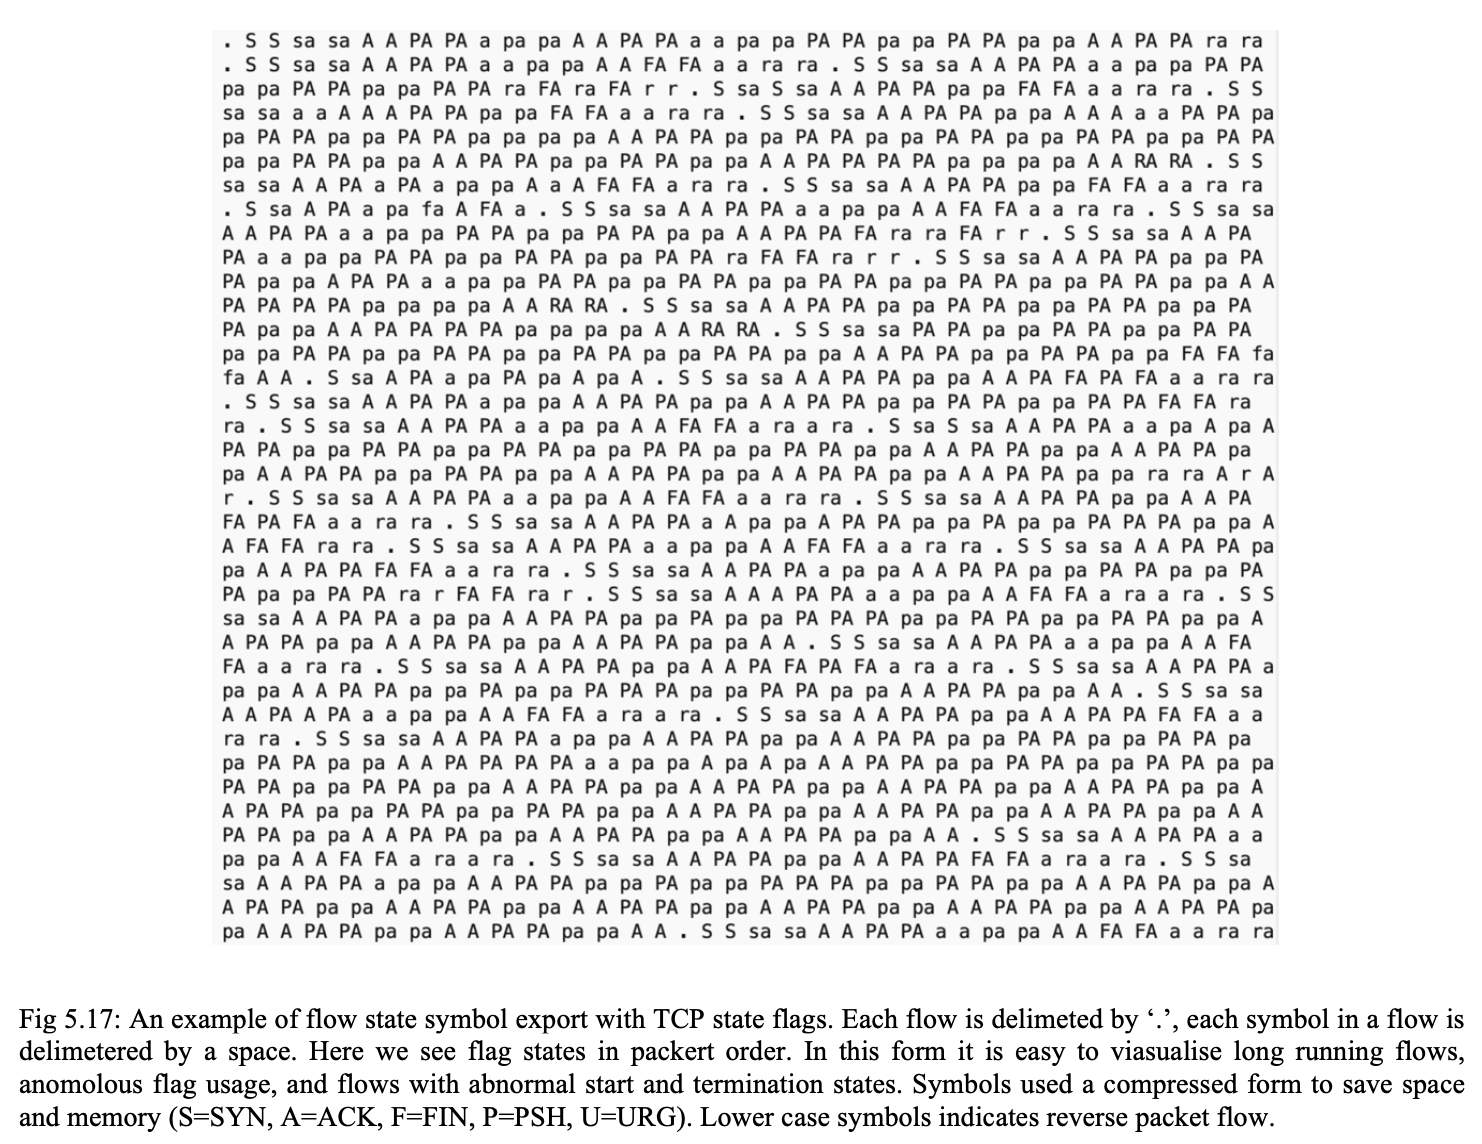 . S S sa sa A A PA PA a pa pa A A PA PA a a pa pa PA PA pa pa PA PA pa pa A A PA PA ra ra
. S S sa sa A A PA PA a a pa pa A A FA FA a a ra ra . S S sa sa A A PA PA a a pa pa PA PA
pa pa PA PA pa pa PA PA ra FA ra FA r r . S sa S sa A A PA PA pa pa FA FA a a ra ra . S S
sa sa a a A A A PA PA pa pa FA FA a a ra ra . S S sa sa A A PA PA pa pa A A A a a PA PA pa
pa PA PA pa pa PA PA pa pa pa pa A A PA PA pa pa PA PA pa pa PA PA pa pa PA PA pa pa PA PA
pa pa PA PA pa pa A A PA PA pa pa PA PA pa pa A A PA PA PA PA pa pa pa pa A A RA RA . S S
sa sa A A PA a PA a pa pa A a A FA FA a ra ra . S S sa sa A A PA PA pa pa FA FA a a ra ra
. S sa A PA a pa fa A FA a . S S sa sa A A PA PA a a pa pa A A FA FA a a ra ra . S S sa sa
A A PA PA a a pa pa PA PA pa pa PA PA pa pa A A PA PA FA ra ra FA r r . S S sa sa A A PA
PA a a pa pa PA PA pa pa PA PA pa pa PA PA ra FA FA ra r r . S S sa sa A A PA PA pa pa PA
PA pa pa A PA PA a a pa pa PA PA pa pa PA PA pa pa PA PA pa pa PA PA pa pa PA PA pa pa A A
PA PA PA PA pa pa pa pa A A RA RA . S S sa sa A A PA PA pa pa PA PA pa pa PA PA pa pa PA
PA pa pa A A PA PA PA PA pa pa pa pa A A RA RA . S S sa sa PA PA pa pa PA PA pa pa PA PA
pa pa PA PA pa pa PA PA pa pa PA PA pa pa PA PA pa pa A A PA PA pa pa PA PA pa pa FA FA fa
fa A A . S sa A PA a pa PA pa A pa A . S S sa sa A A PA PA pa pa A A PA FA PA FA a a ra ra
. S S sa sa A A PA PA a pa pa A A PA PA pa pa A A PA PA pa pa PA PA pa pa PA PA FA FA ra
ra . S S sa sa A A PA PA a a pa pa A A FA FA a ra a ra . S sa S sa A A PA PA a a pa A pa A
PA PA pa pa PA PA pa pa PA PA pa pa PA PA pa pa PA PA pa pa A A PA PA pa pa A A PA PA pa
pa A A PA PA pa pa PA PA pa pa A A PA PA pa pa A A PA PA pa pa A A PA PA pa pa ra ra A r A
r . S S sa sa A A PA PA a a pa pa A A FA FA a a ra ra . S S sa sa A A PA PA pa pa A A PA
FA PA FA a a ra ra . S S sa sa A A PA PA a A pa pa A PA PA pa pa PA pa pa PA PA PA pa pa A
A FA FA ra ra . S S sa sa A A PA PA a a pa pa A A FA FA a a ra ra . S S sa sa A A PA PA pa
pa A A PA PA FA FA a a ra ra . S S sa sa A A PA PA a pa pa A A PA PA pa pa PA PA pa pa PA
PA pa pa PA PA ra r FA FA ra r . S S sa sa A A A PA PA a a pa pa A A FA FA a ra a ra . S S
sa sa A A PA PA a pa pa A A PA PA pa pa PA pa pa PA PA PA pa pa PA PA pa pa PA PA pa pa A
A PA PA pa pa A A PA PA pa pa A A PA PA pa pa A A . S S sa sa A A PA PA a a pa pa A A FA
FA a a ra ra . S S sa sa A A PA PA pa pa A A PA FA PA FA a ra a ra . S S sa sa A A PA PA a
pa pa A A PA PA pa pa PA pa pa PA PA PA pa pa PA PA pa pa A A PA PA pa pa A A . S S sa sa
A A PA A PA a a pa pa A A FA FA a ra a ra . S S sa sa A A PA PA pa pa A A PA PA FA FA a a
ra ra . S S sa sa A A PA PA a pa pa A A PA PA pa pa A A PA PA pa pa PA PA pa pa PA PA pa
pa PA PA pa pa A A PA PA PA PA a a pa pa A pa A pa A A PA PA pa pa PA PA pa pa PA PA pa pa
PA PA pa pa PA PA pa pa A A PA PA pa pa A A PA PA pa pa A A PA PA pa pa A A PA PA pa pa A
A PA PA pa pa PA PA pa pa PA PA pa pa A A PA PA pa pa A A PA PA pa pa A A PA PA pa pa A A
PA PA pa pa A A PA PA pa pa A A PA PA pa pa A A PA PA pa pa A A . S S sa sa A A PA PA a a
pa pa A A FA FA a ra a ra . S S sa sa A A PA PA pa pa A A PA PA FA FA a ra a ra . S S sa
sa A A PA PA a pa pa A A PA PA pa pa PA pa pa PA PA PA pa pa PA PA pa pa A A PA PA pa pa A
A PA PA pa pa A A PA PA pa pa A A PA PA pa pa A A PA PA pa pa A A PA PA pa pa A A PA PA pa
pa A A PA PA pa pa A A PA PA pa pa A A . S S sa sa A A PA PA a a pa pa A A FA FA a a ra ra
Fig 5.17: An example of flow state symbol export with TCP state flags. Each flow is delimeted by ‘.’, each symbol in a flow is
delimetered by a space. Here we see flag states in packert order. In this form it is easy to viasualise long running flows,
anomolous flag usage, and flows with abnormal start and termination states. Symbols used a compressed form to save space
and memory (S=SYN, A=ACK, F=FIN, P=PSH, U=URG). Lower case symbols indicates reverse packet flow.